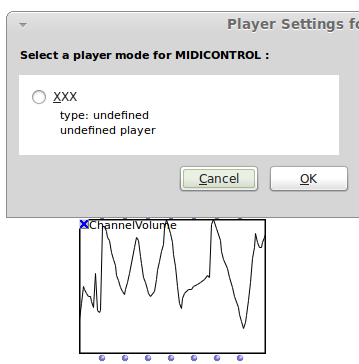 Player Settings fo
Select a player mode for MIDICONTROL :
XXX
type: undefined
undefined player
Cancel
OK
ChannelVolume